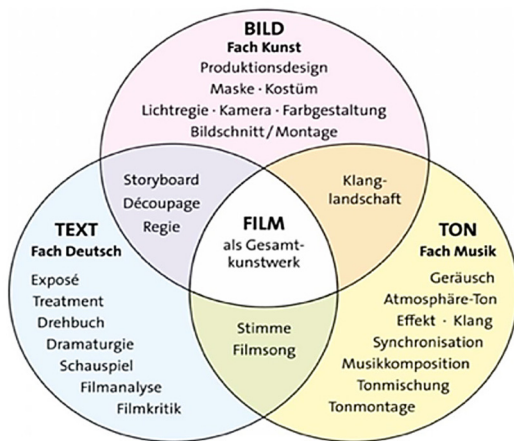 BILD
Fach Kunst
Produktionsdesign
Maske · Kostüm
Lichtregie · Kamera · Farbgestaltung
Bildschnitt / Montage
Storyboard
Découpage
Regie
Klang-
landschaft
FILM
als Gesamt-
kunstwerk
TEXT
Fach Deutsch
Exposé
Treatment
Drehbuch
Dramaturgie
Schauspiel
Filmanalyse
Filmkritik
Stimme
Filmsong
TON
Fach Musik
Geräusch
Atmosphäre-Ton
Effekt · Klang
Synchronisation
Musikkomposition
Tonmischung
Tonmontage